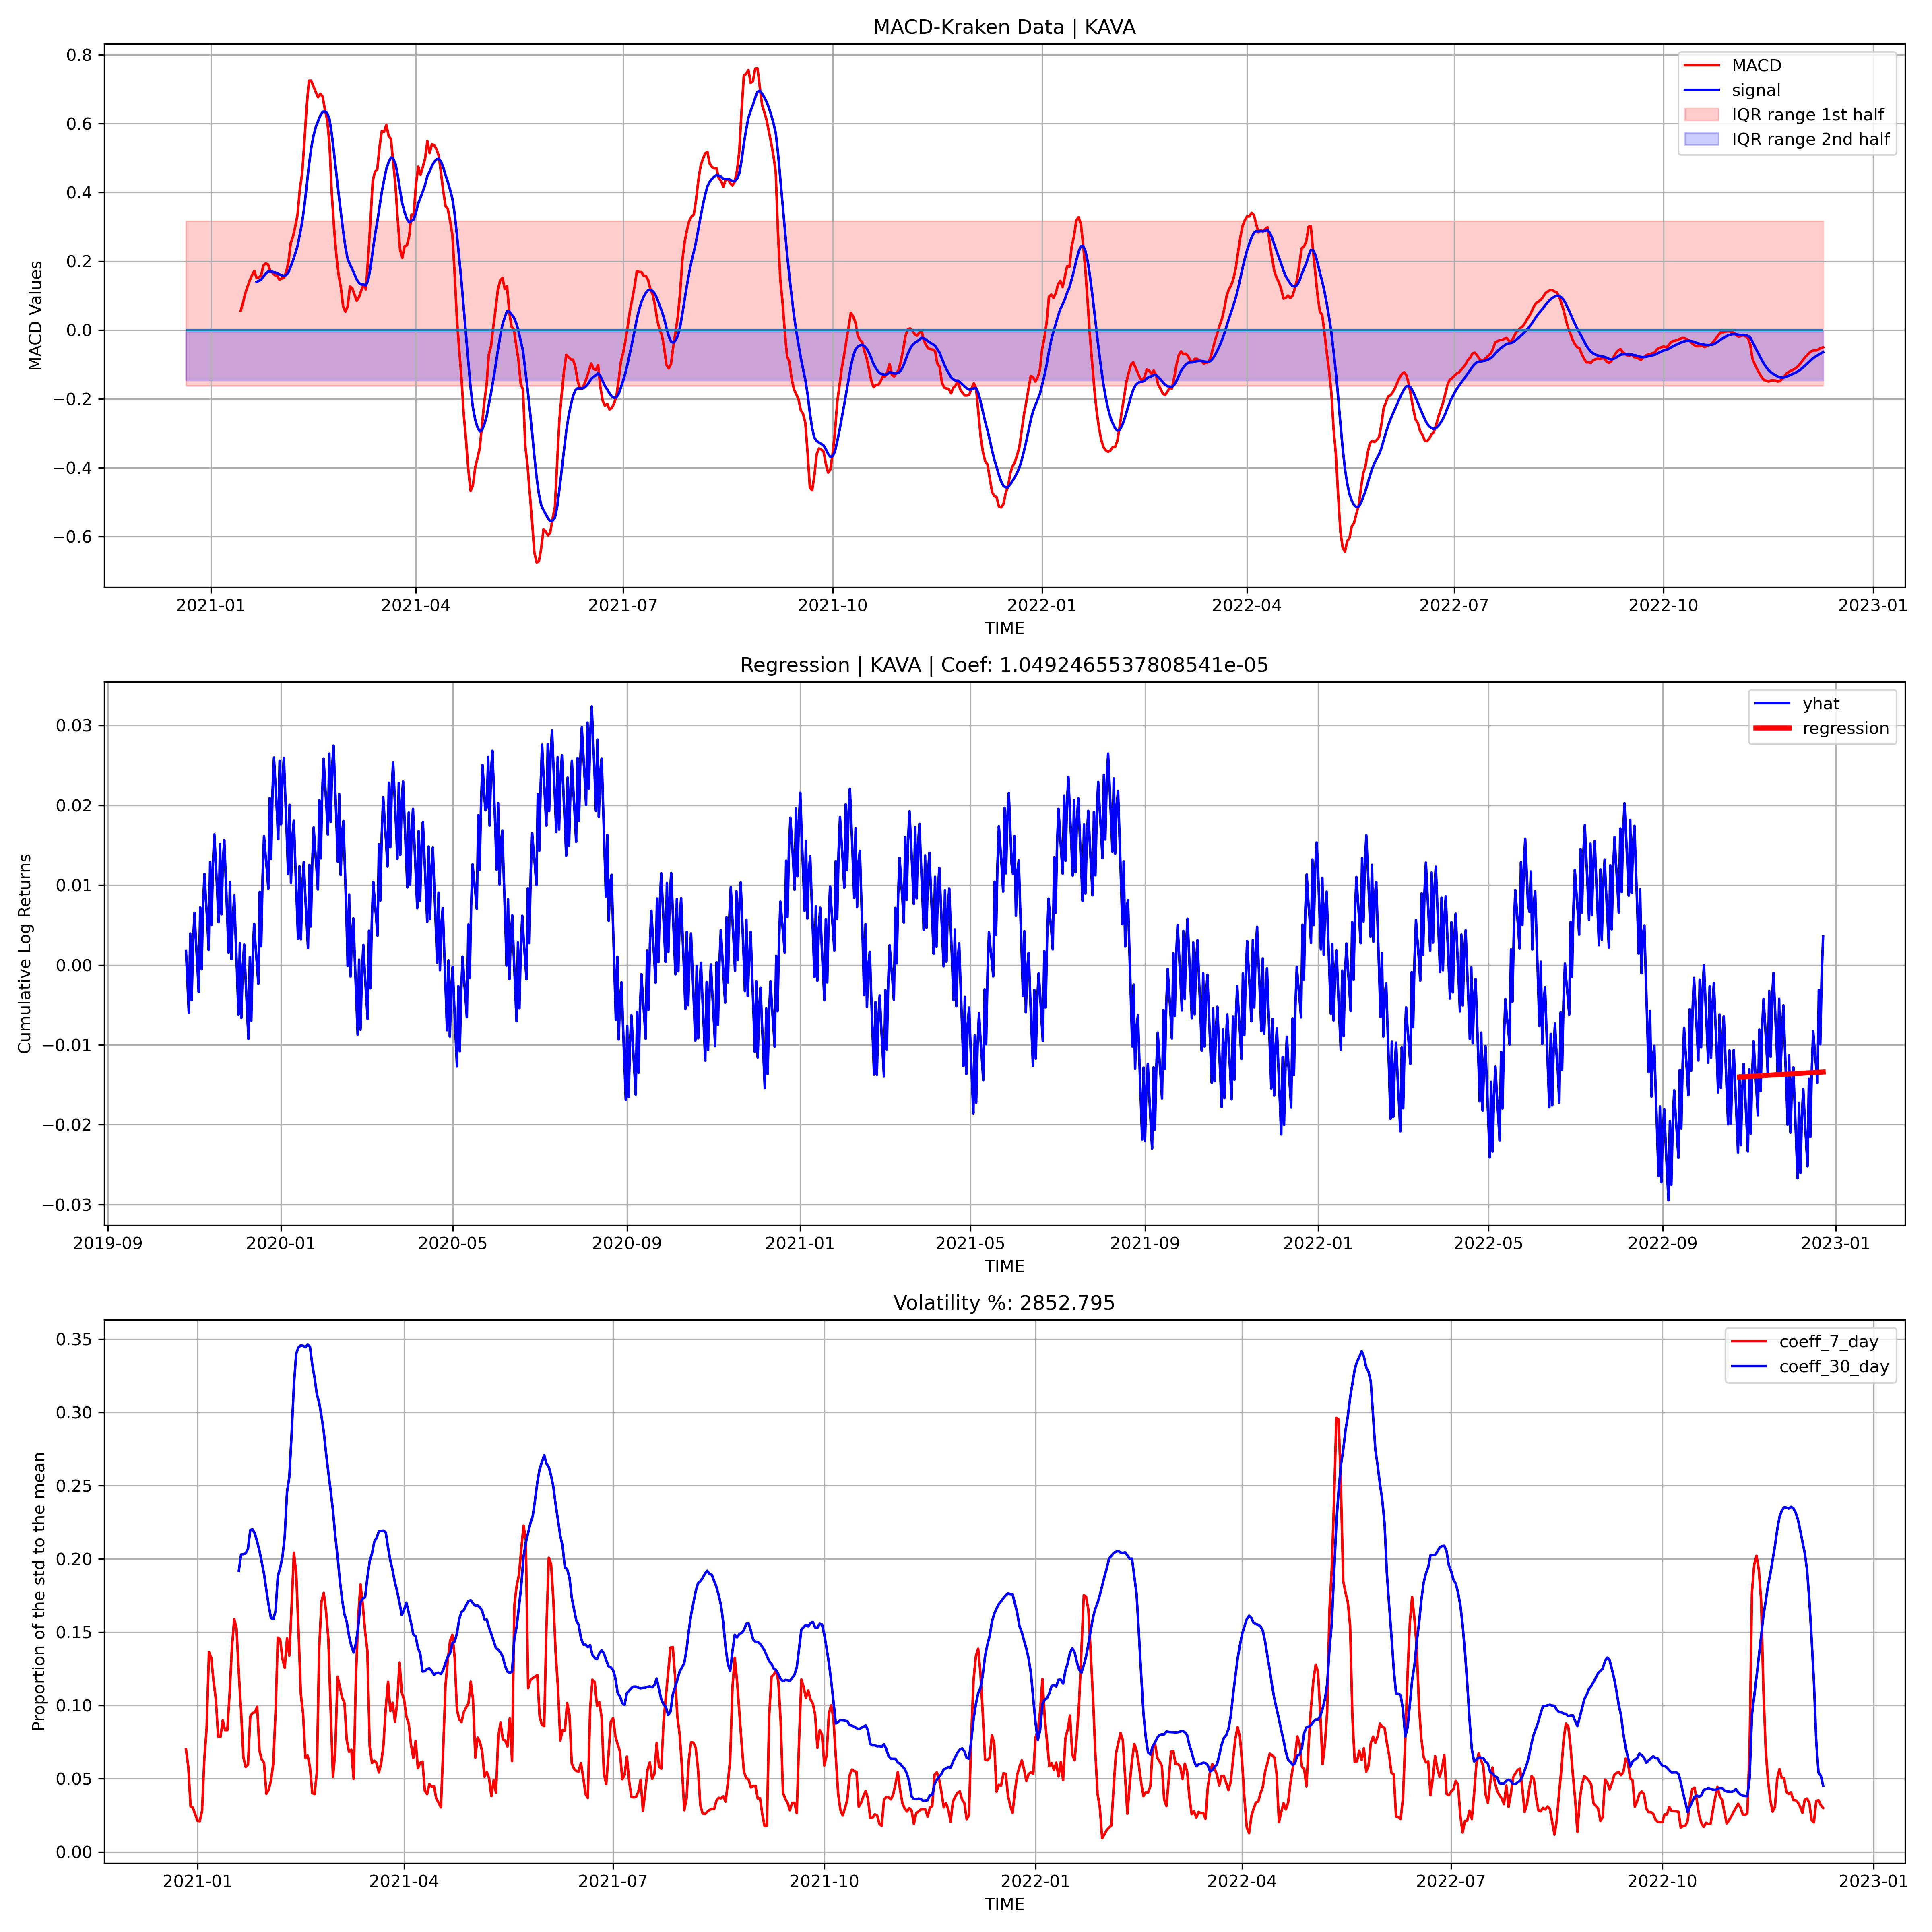 MACD-Kraken Data | KAVA
MACD Values
0.8
0.6
0.4
0.2
0.0
−0.2
−0.4
−0.6
MACD
signal
IQR range 1st half
IQR range 2nd half
2021-01 2021-04 2021-07 2021-10 2022-01 2022-04 2022-07 2022-10 2023-01
TIME
Regression | KAVA | Coef: 1.0492465537808541e-05
Cumulative Log Returns
0.03
0.02
0.01
0.00
−0.01
−0.02
−0.03
yhat
regression
2019-09 2020-01 2020-05 2020-09 2021-01 2021-05 2021-09 2022-01 2022-05 2022-09 2023-01
TIME
Volatility %: 2852.795
Proportion of the std to the mean
0.35
0.30
0.25
0.20
0.15
0.10
0.05
0.00
coeff_7_day
coeff_30_day
2021-01 2021-04 2021-07 2021-10 2022-01 2022-04 2022-07 2022-10 2023-01
TIME